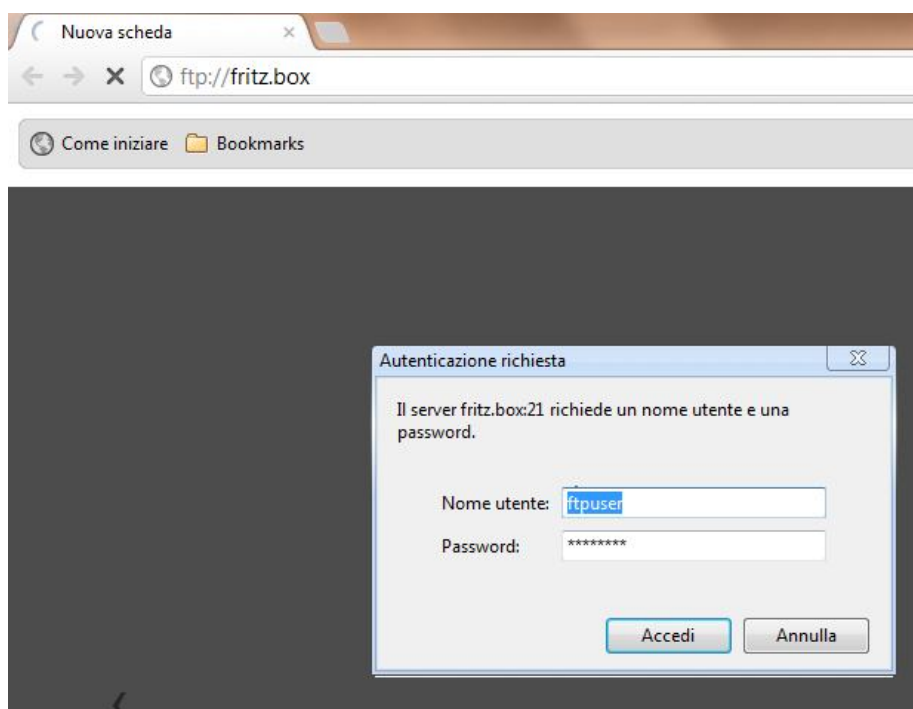 Nuova scheda
ftp://fritz.box
Come iniziare Bookmarks
Autenticazione richiesta
Il server fritz.box:21 richiede un nome utente e una
password.
Nome utente: ftpuser
Password: ********
Accedi Annulla